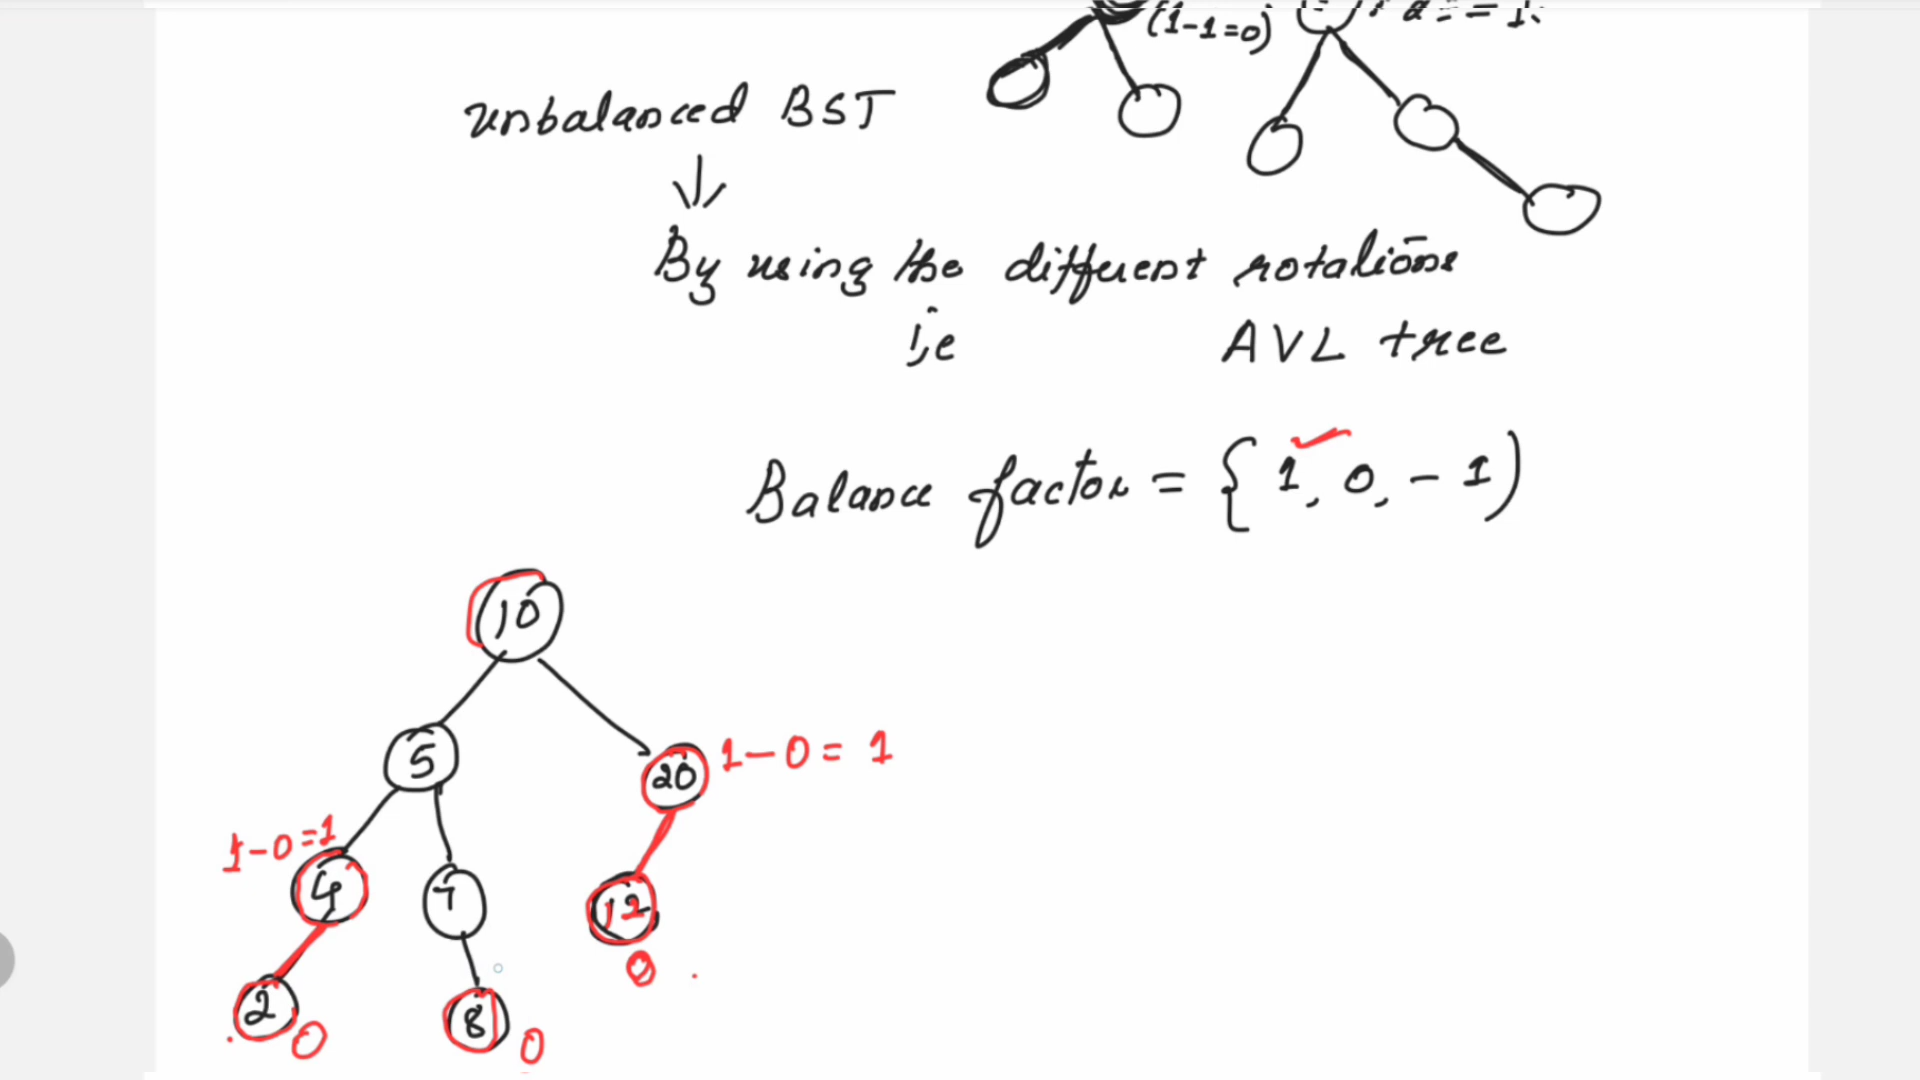 (1-1=0)
unbalanced BST
By using the different rotations
i,e AVL tree
Balance factor = { 1, 0, - 1)
10
5
20 1-0=1
1-0=1
4
7
12
0
2 0
8 0